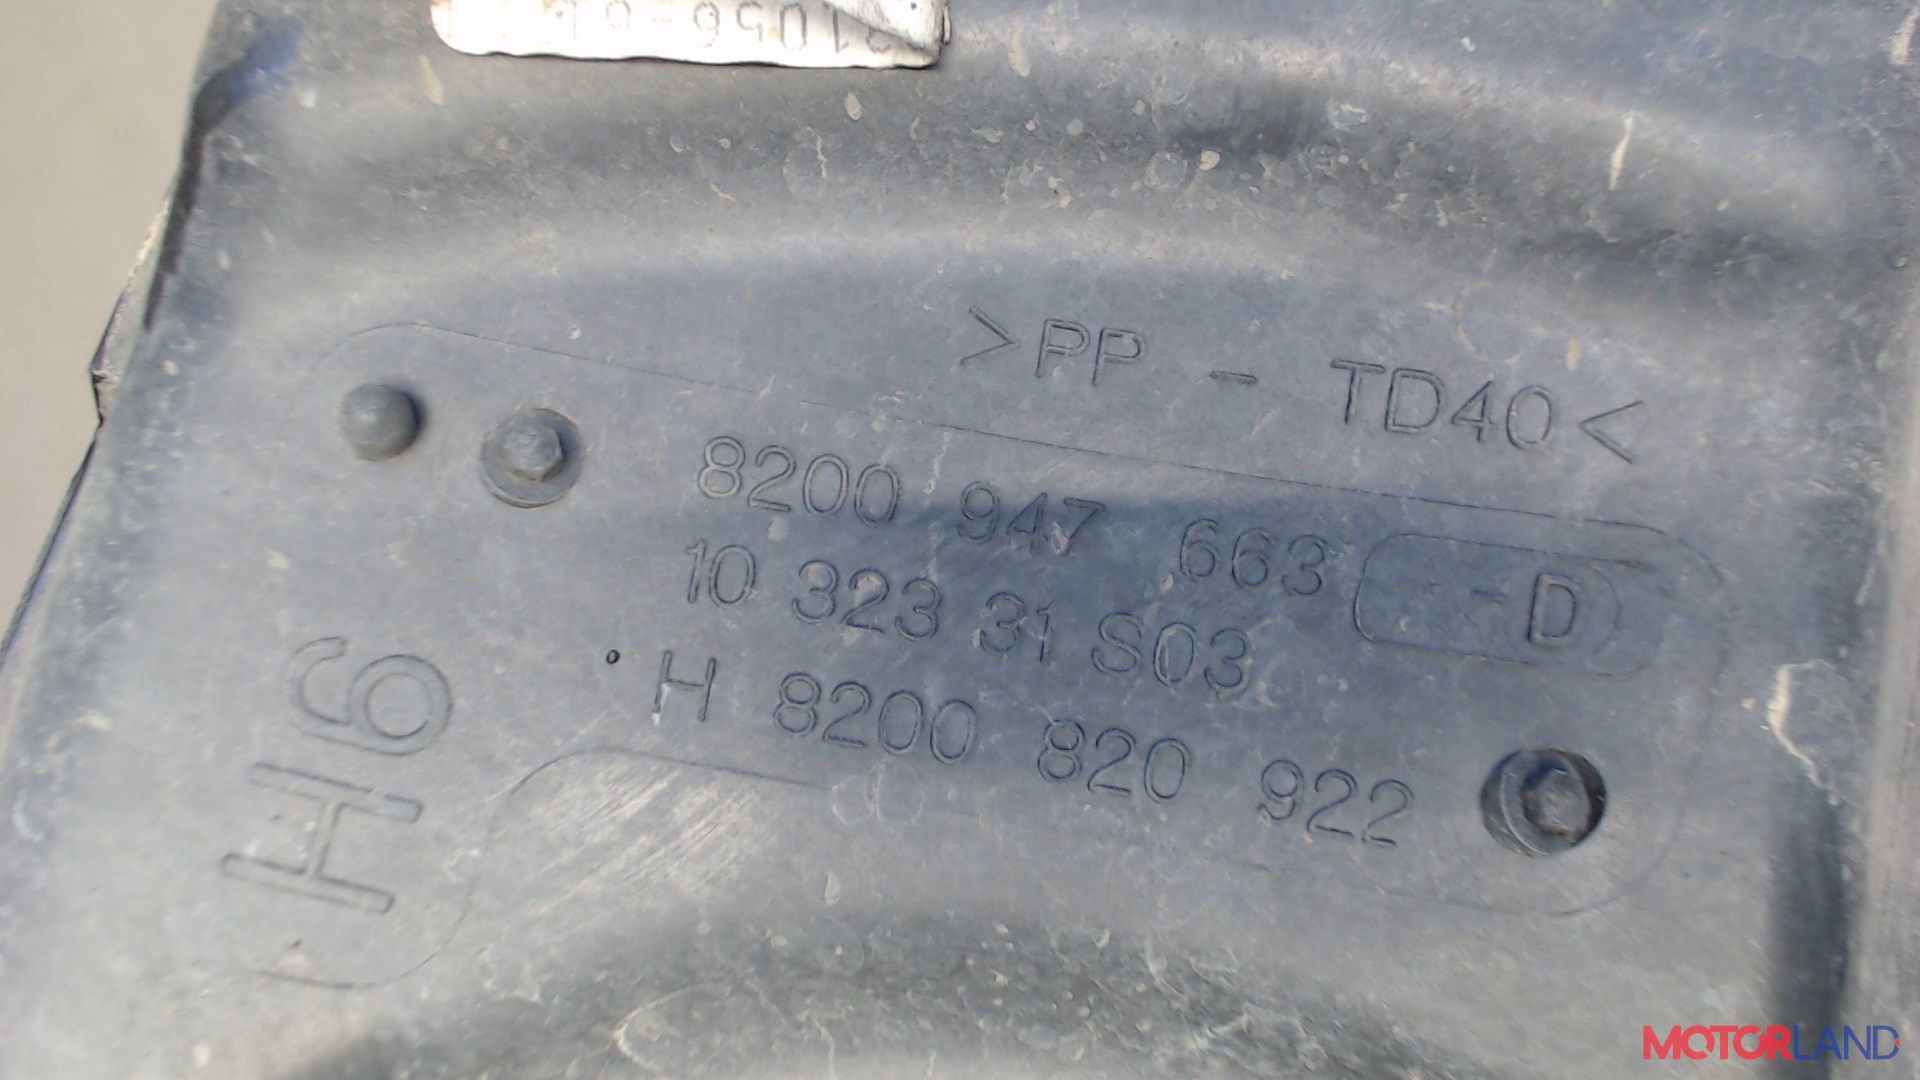 >PP - TD40<
8200 947 663 --D
10 323 31 S03
H 8200 820 922
H6
MOTORLAND